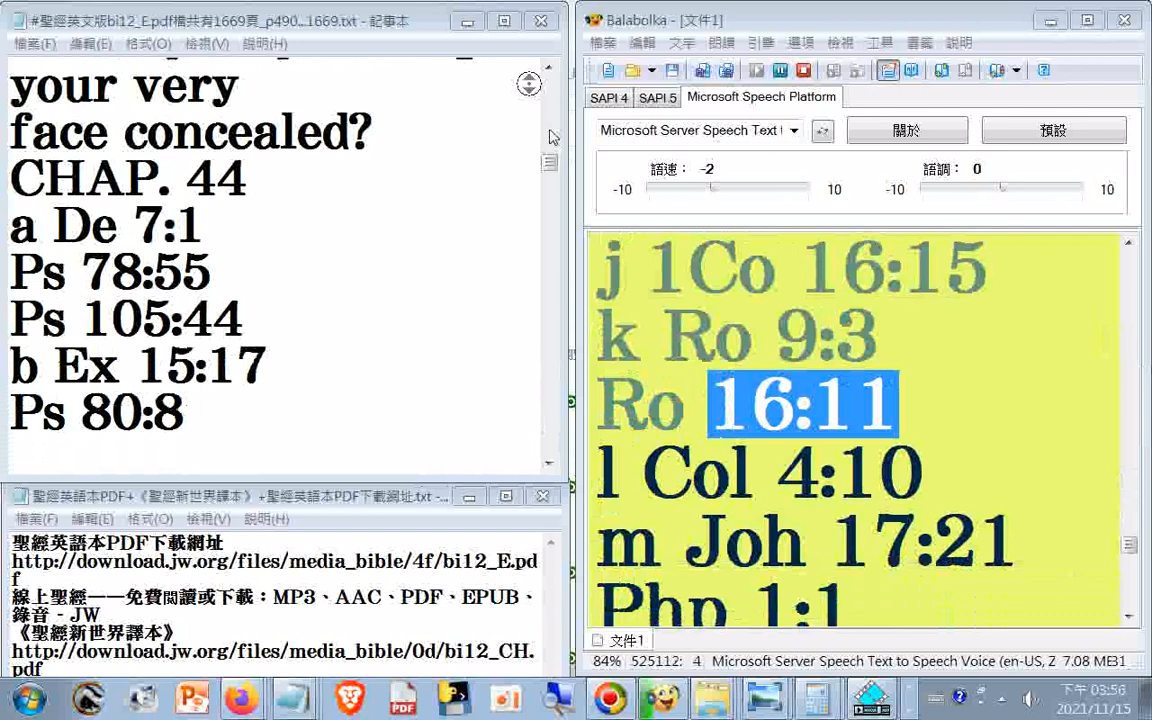 #聖經英文版bi12_E.pdf橫共有1669頁_p490...1669.txt - 記事本
檔案(F) 編輯(E) 格式(O) 檢視(V) 說明(H)
your very
face concealed?
CHAP. 44
a De 7:1
Ps 78:55
Ps 105:44
b Ex 15:17
Ps 80:8
聖經英語本PDF+《聖經新世界譯本》+聖經英語本PDF下載網址.txt -...
檔案(F) 編輯(E) 格式(O) 檢視(V) 說明(H)
聖經英語本PDF下載網址
http://download.jw.org/files/media_bible/4f/bi12_E.pd
f
線上聖經——免費閱讀或下載：MP3、AAC、PDF、EPUB、
錄音 - JW
《聖經新世界譯本》
http://download.jw.org/files/media_bible/0d/bi12_CH.
pdf
Balabolka - [文件1]
檔案 編輯 文字 朗讀 引擎 選項 檢視 工具 書籤 說明
SAPI 4 SAPI 5 Microsoft Speech Platform
Microsoft Server Speech Text 關於 預設
語速： -2 語調： 0
-10 10 -10 10
j 1Co 16:15
k Ro 9:3
Ro 16:11
l Col 4:10
m Joh 17:21
Php 1:1
文件1
84% 525112: 4 Microsoft Server Speech Text to Speech Voice (en-US, Z 7.08 MB31
PDF
下午 03:56
2021/11/15